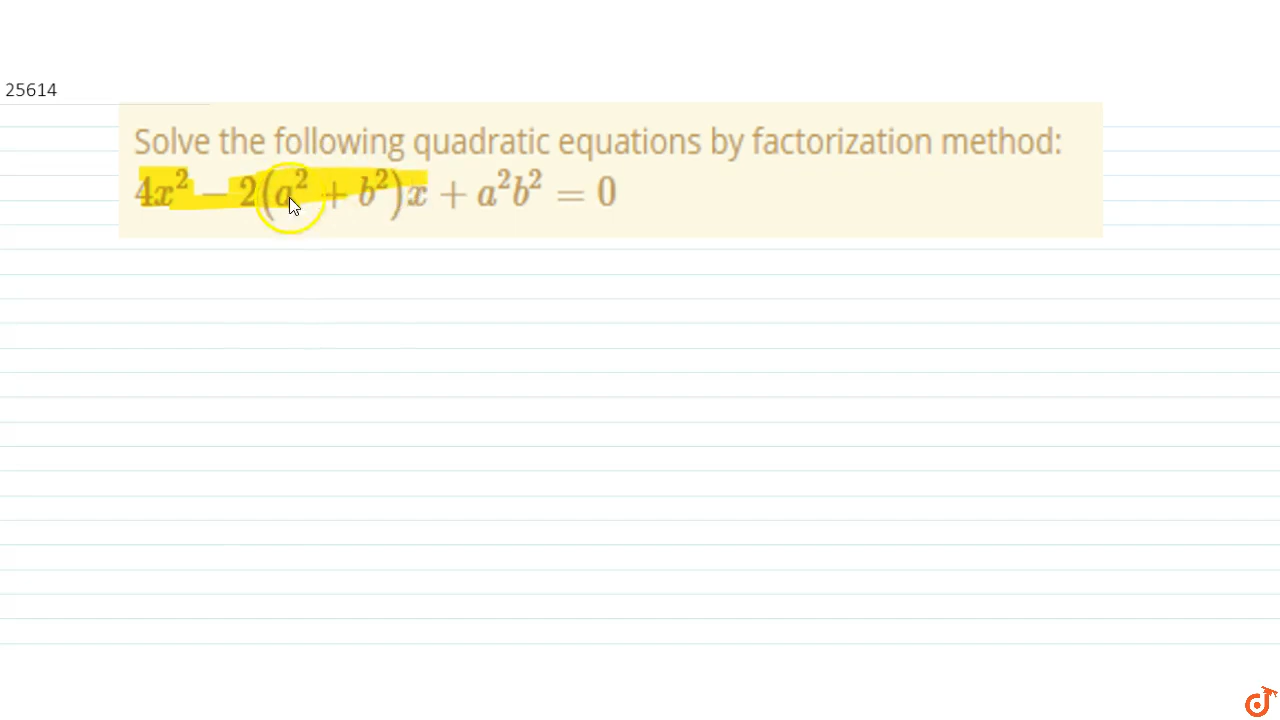 25614
Solve the following quadratic equations by factorization method:
4x² − 2(a² + b²)x + a²b² = 0